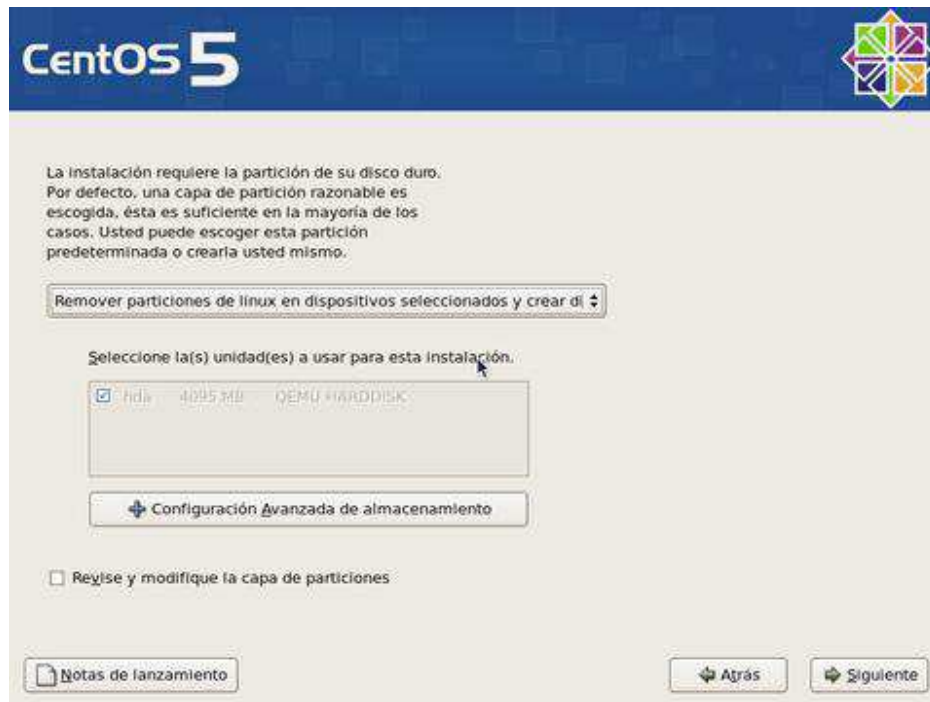 CentOS 5
La instalación requiere la partición de su disco duro.
Por defecto, una capa de partición razonable es
escogida, ésta es suficiente en la mayoría de los
casos. Usted puede escoger esta partición
predeterminada o crearla usted mismo.
Remover particiones de linux en dispositivos seleccionados y crear di
Seleccione la(s) unidad(es) a usar para esta instalación.
hda 4095 MB QEMU HARDDISK
Configuración Avanzada de almacenamiento
Revise y modifique la capa de particiones
Notas de lanzamiento
Atrás
Siguiente